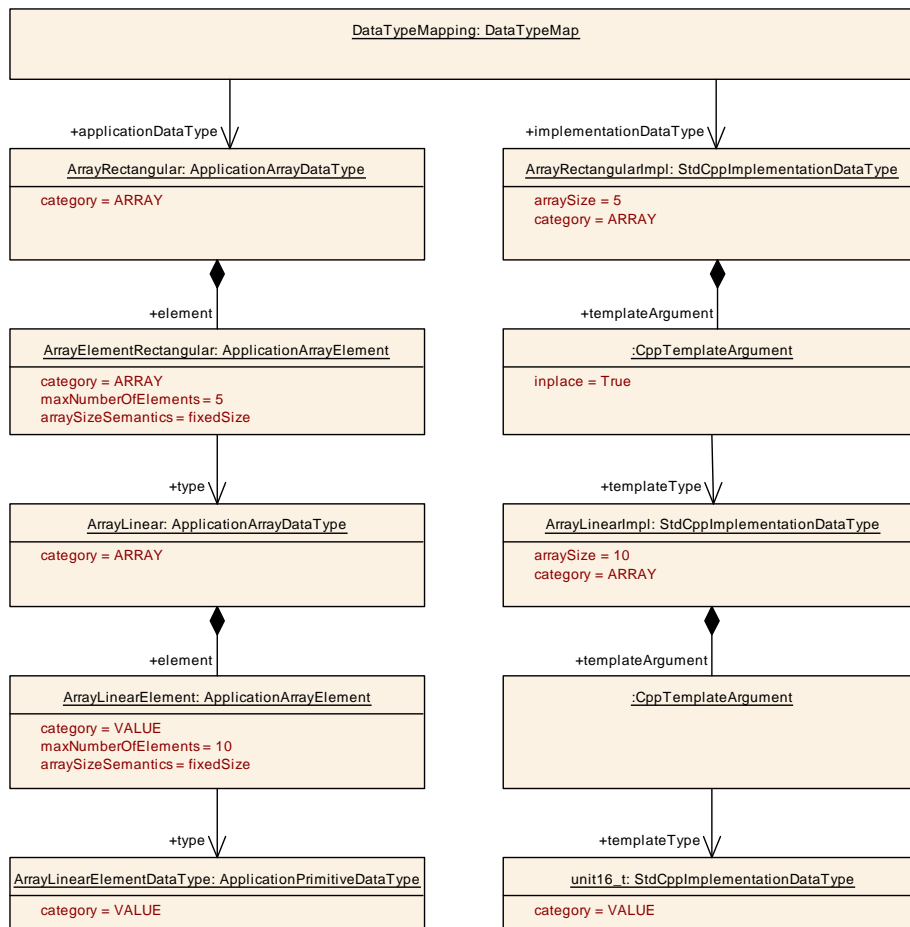 DataTypeMapping: DataTypeMap
+applicationDataType
+implementationDataType
ArrayRectangular: ApplicationArrayDataType
category = ARRAY
ArrayRectangularImpl: StdCppImplementationDataType
arraySize = 5
category = ARRAY
+element
+templateArgument
ArrayElementRectangular: ApplicationArrayElement
category = ARRAY
maxNumberOfElements = 5
arraySizeSemantics = fixedSize
:CppTemplateArgument
inplace = True
+type
+templateType
ArrayLinear: ApplicationArrayDataType
category = ARRAY
ArrayLinearImpl: StdCppImplementationDataType
arraySize = 10
category = ARRAY
+element
+templateArgument
ArrayLinearElement: ApplicationArrayElement
category = VALUE
maxNumberOfElements = 10
arraySizeSemantics = fixedSize
:CppTemplateArgument
+type
+templateType
ArrayLinearElementDataType: ApplicationPrimitiveDataType
category = VALUE
unit16_t: StdCppImplementationDataType
category = VALUE